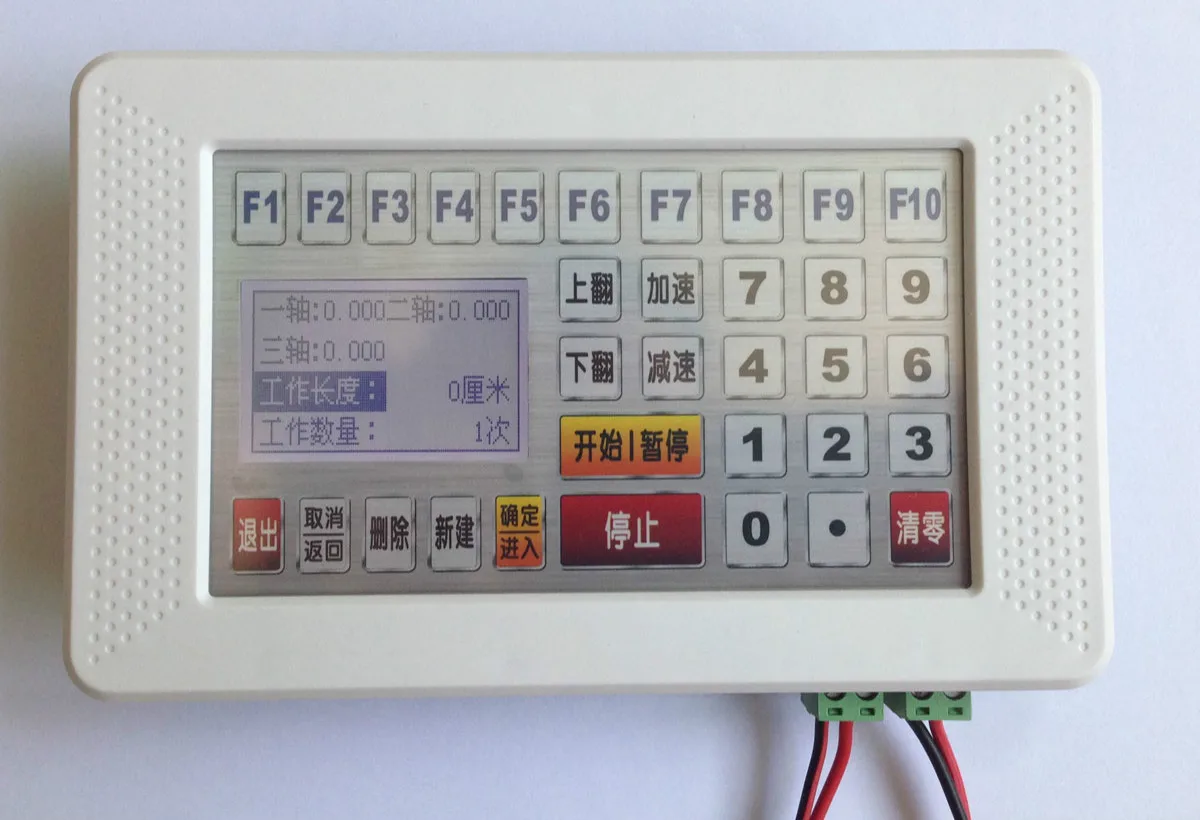 F1 F2 F3 F4 F5 F6 F7 F8 F9 F10
一轴:0.000二轴:0.000
三轴:0.000
工作长度： 0厘米
工作数量： 1次
上翻 加速 7 8 9
下翻 减速 4 5 6
开始|暂停 1 2 3
退出 取消 返回 删除 新建 确定 进入 停止 0 • 清零